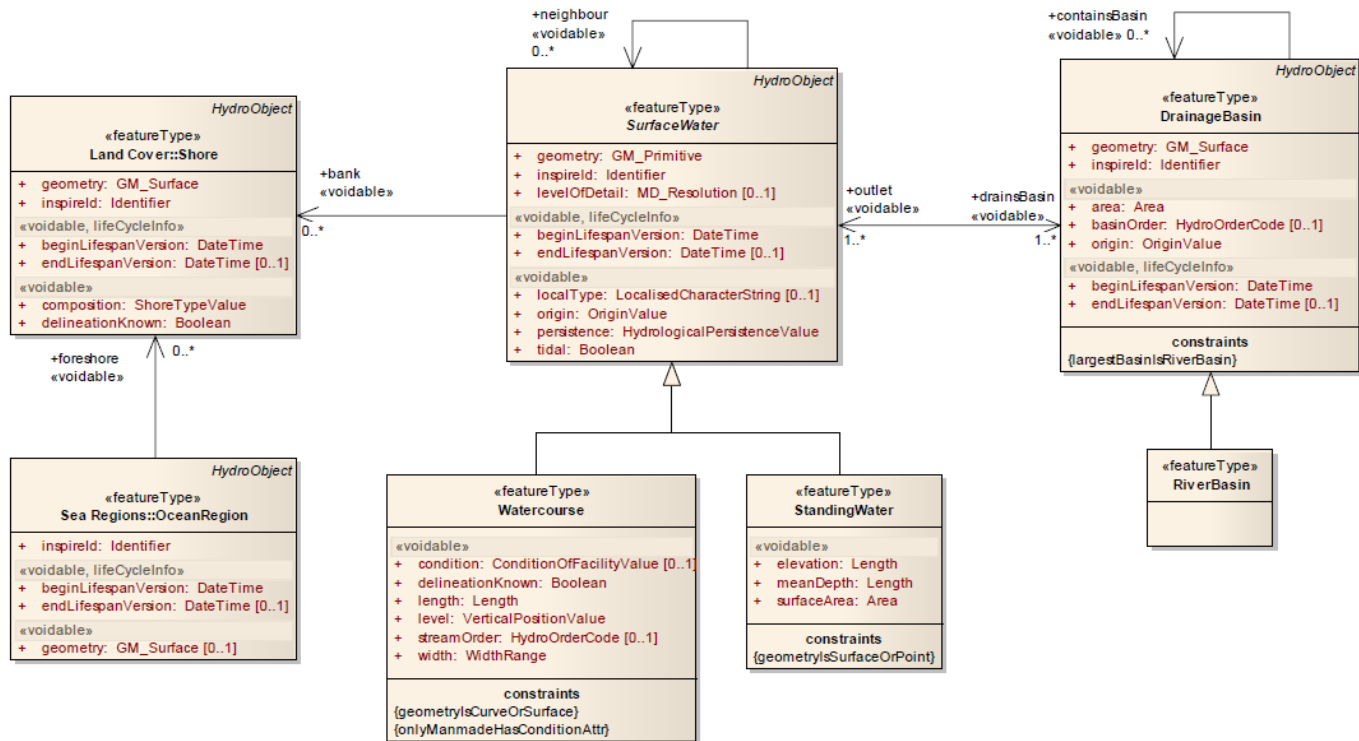 +neighbour
«voidable»
0..*
+containsBasin
«voidable» 0..*
HydroObject
«featureType»
Land Cover::Shore
+ geometry: GM_Surface
+ inspireId: Identifier
«voidable, lifeCycleInfo»
+ beginLifespanVersion: DateTime
+ endLifespanVersion: DateTime [0..1]
«voidable»
+ composition: ShoreTypeValue
+ delineationKnown: Boolean
+bank
«voidable»
0..*
HydroObject
«featureType»
SurfaceWater
+ geometry: GM_Primitive
+ inspireId: Identifier
+ levelOfDetail: MD_Resolution [0..1]
«voidable, lifeCycleInfo»
+ beginLifespanVersion: DateTime
+ endLifespanVersion: DateTime [0..1]
«voidable»
+ localType: LocalisedCharacterString [0..1]
+ origin: OriginValue
+ persistence: HydrologicalPersistenceValue
+ tidal: Boolean
+outlet
«voidable»
1..*
+drainsBasin
«voidable»
1..*
HydroObject
«featureType»
DrainageBasin
+ geometry: GM_Surface
+ inspireId: Identifier
«voidable»
+ area: Area
+ basinOrder: HydroOrderCode [0..1]
+ origin: OriginValue
«voidable, lifeCycleInfo»
+ beginLifespanVersion: DateTime
+ endLifespanVersion: DateTime [0..1]
constraints
{largestBasinIsRiverBasin}
+foreshore
«voidable»
0..*
HydroObject
«featureType»
Sea Regions::OceanRegion
+ inspireId: Identifier
«voidable, lifeCycleInfo»
+ beginLifespanVersion: DateTime
+ endLifespanVersion: DateTime [0..1]
«voidable»
+ geometry: GM_Surface [0..1]
«featureType»
Watercourse
«voidable»
+ condition: ConditionOfFacilityValue [0..1]
+ delineationKnown: Boolean
+ length: Length
+ level: VerticalPositionValue
+ streamOrder: HydroOrderCode [0..1]
+ width: WidthRange
constraints
{geometryIsCurveOrSurface}
{onlyManmadeHasConditionAttr}
«featureType»
StandingWater
«voidable»
+ elevation: Length
+ meanDepth: Length
+ surfaceArea: Area
constraints
{geometryIsSurfaceOrPoint}
«featureType»
RiverBasin